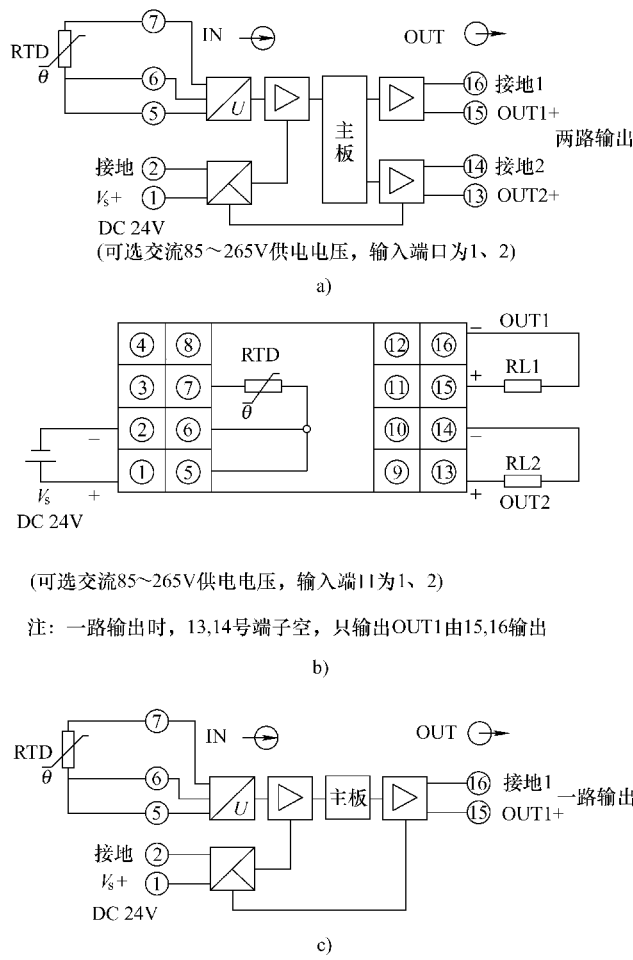 ⑦ IN OUT
RTD
θ
⑥ ⑯ 接地1
U 主板
⑤ ⑮ OUT1+
两路输出
接地 ② ⑭ 接地2
Vs+ ① ⑬ OUT2+
DC 24V
(可选交流85～265V供电电压，输入端口为1、2)
a)
④ ⑧ ⑫ ⑯ − OUT1
RTD
③ ⑦ ⑪ ⑮ + RL1
θ
− ② ⑥ ⑩ ⑭ −
① ⑤ ⑨ ⑬ RL2
Vs + + OUT2
DC 24V
(可选交流85～265V供电电压，输入端口为1、2)
注：一路输出时，13,14号端子空，只输出OUT1由15,16输出
b)
⑦ IN OUT
RTD
θ
⑥ ⑯ 接地1
U 主板 一路输出
⑤ ⑮ OUT1+
接地 ②
Vs+ ①
DC 24V
c)